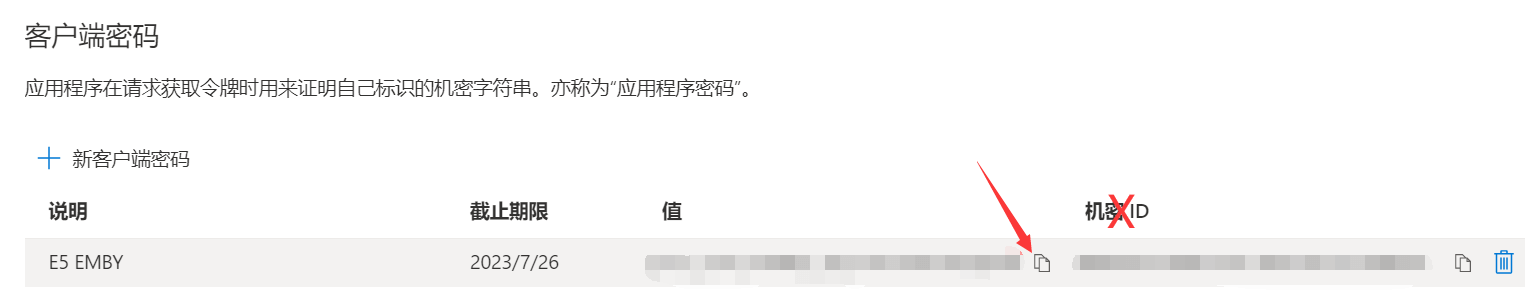 客户端密码
应用程序在请求获取令牌时用来证明自己标识的机密字符串。亦称为“应用程序密码”。
新客户端密码
说明 截止期限 值 机密 ID
E5 EMBY 2023/7/26